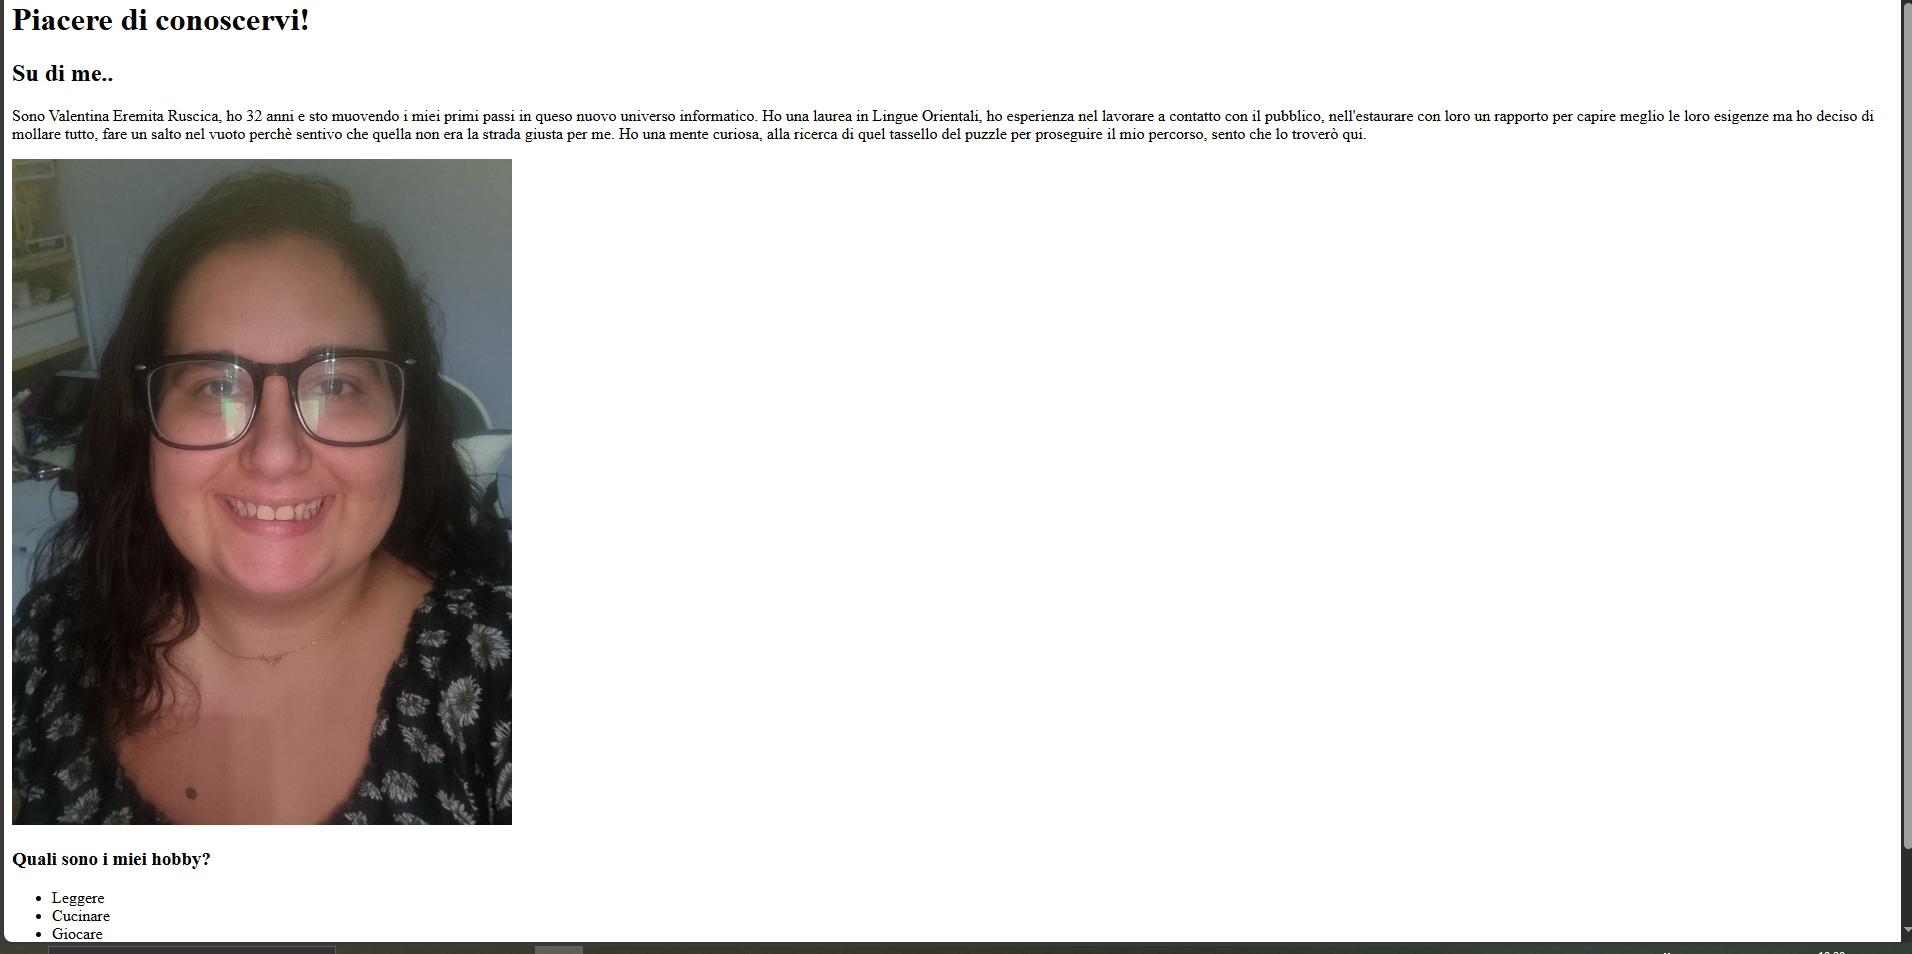 Piacere di conoscervi!
Su di me..
Sono Valentina Eremita Ruscica, ho 32 anni e sto muovendo i miei primi passi in queso nuovo universo informatico. Ho una laurea in Lingue Orientali, ho esperienza nel lavorare a contatto con il pubblico, nell'estaurare con loro un rapporto per capire meglio le loro esigenze ma ho deciso di
mollare tutto, fare un salto nel vuoto perchè sentivo che quella non era la strada giusta per me. Ho una mente curiosa, alla ricerca di quel tassello del puzzle per proseguire il mio percorso, sento che lo troverò qui.
Quali sono i miei hobby?
Leggere
Cucinare
Giocare